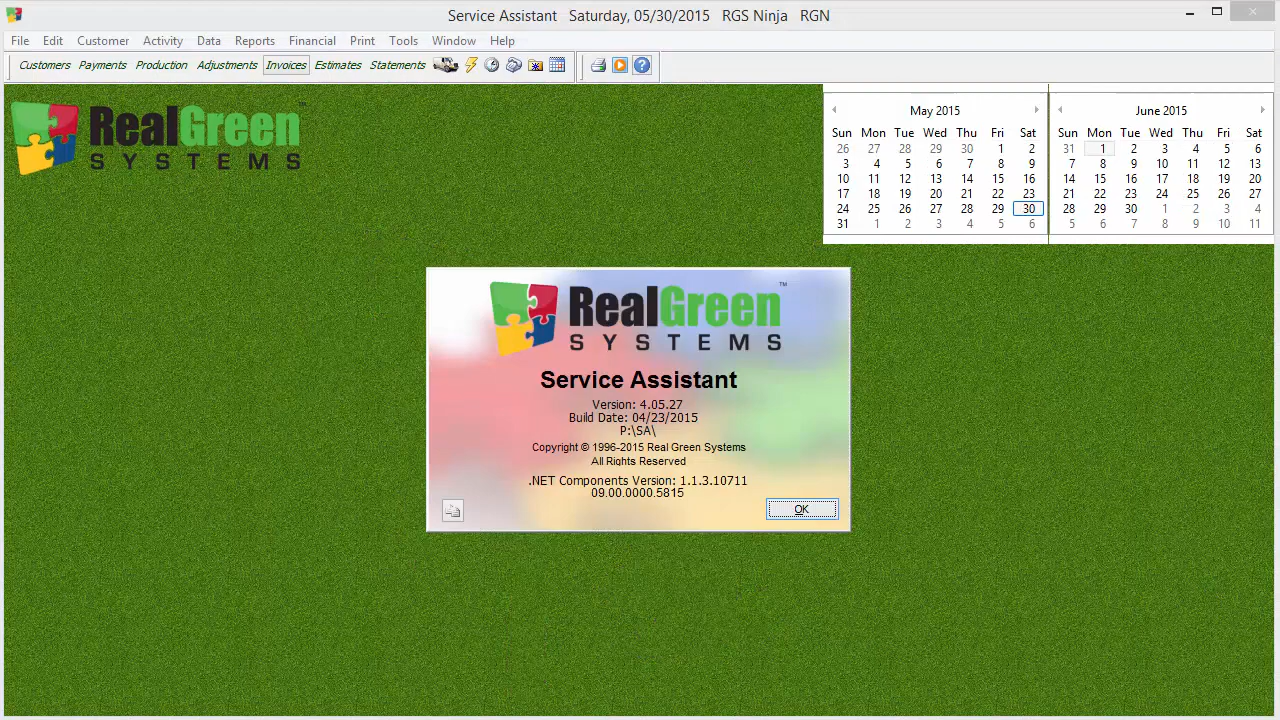 Service Assistant Saturday, 05/30/2015 RGS Ninja RGN
File Edit Customer Activity Data Reports Financial Print Tools Window Help
Customers Payments Production Adjustments Invoices Estimates Statements
RealGreen™
SYSTEMS
May 2015
Sun Mon Tue Wed Thu Fri Sat
26 27 28 29 30 1 2
3 4 5 6 7 8 9
10 11 12 13 14 15 16
17 18 19 20 21 22 23
24 25 26 27 28 29 30
31 1 2 3 4 5 6
June 2015
Sun Mon Tue Wed Thu Fri Sat
31 1 2 3 4 5 6
7 8 9 10 11 12 13
14 15 16 17 18 19 20
21 22 23 24 25 26 27
28 29 30 1 2 3 4
5 6 7 8 9 10 11
RealGreen™
SYSTEMS
Service Assistant
Version: 4.05.27
Build Date: 04/23/2015
P:\SA\
Copyright © 1996-2015 Real Green Systems
All Rights Reserved
.NET Components Version: 1.1.3.10711
09.00.0000.5815
OK